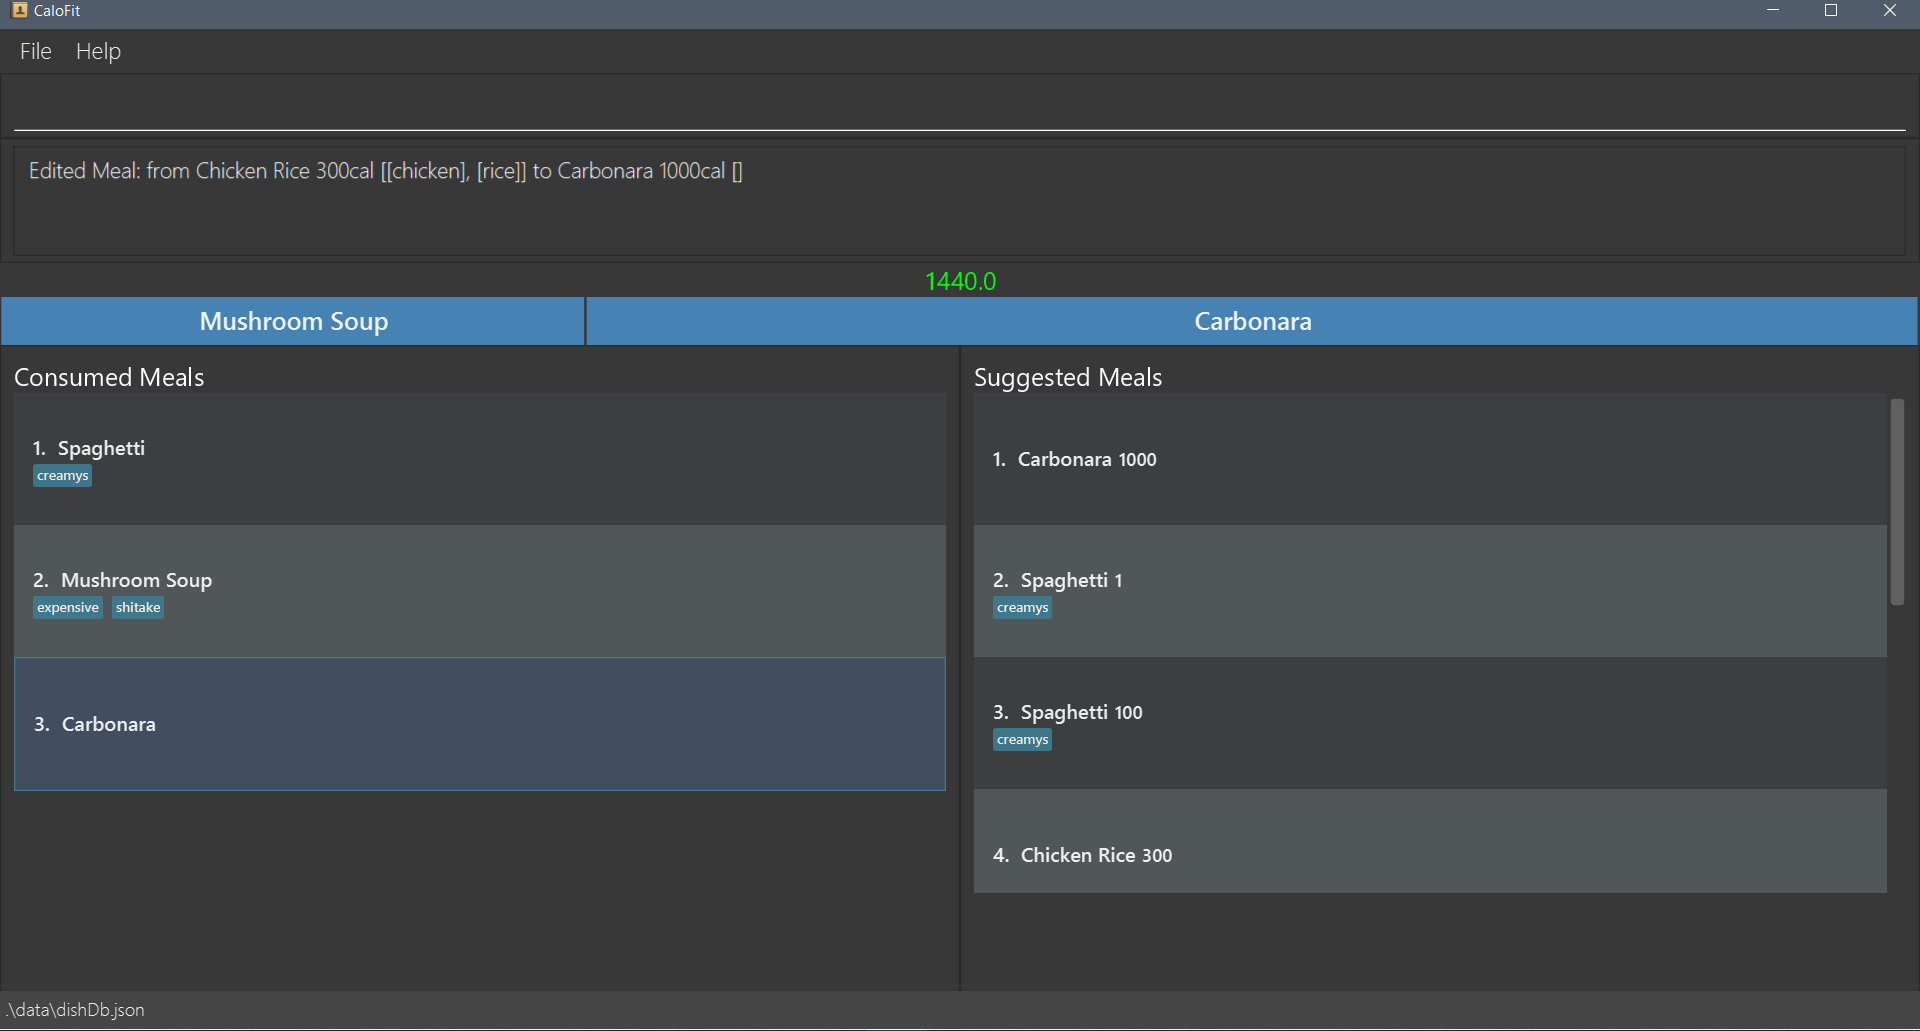 CaloFit
File Help
Edited Meal: from Chicken Rice 300cal [[chicken], [rice]] to Carbonara 1000cal []
1440.0
Mushroom Soup Carbonara
Consumed Meals
1. Spaghetti
creamys
2. Mushroom Soup
expensive shitake
3. Carbonara
Suggested Meals
1. Carbonara 1000
2. Spaghetti 1
creamys
3. Spaghetti 100
creamys
4. Chicken Rice 300
.\data\dishDb.json